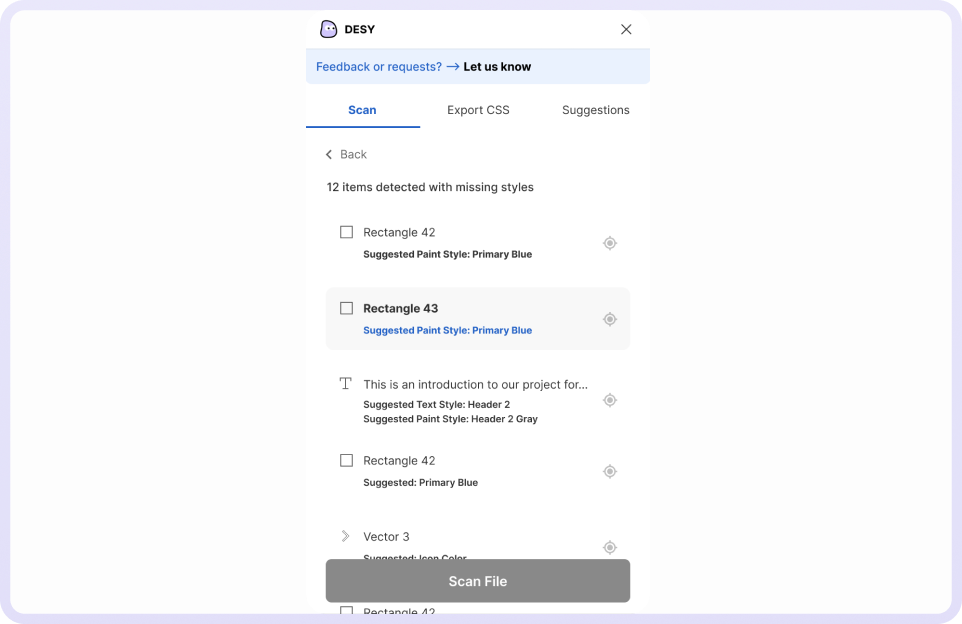 DESY
Feedback or requests? → Let us know
Scan
Export CSS
Suggestions
Back
12 items detected with missing styles
Rectangle 42
Suggested Paint Style: Primary Blue
Rectangle 43
Suggested Paint Style: Primary Blue
This is an introduction to our project for...
Suggested Text Style: Header 2
Suggested Paint Style: Header 2 Gray
Rectangle 42
Suggested: Primary Blue
Vector 3
Suggested: Icon Color
Scan File
Rectangle 42